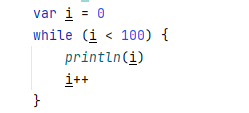 var i = 0
while (i < 100) {
    println(i)
    i++
}